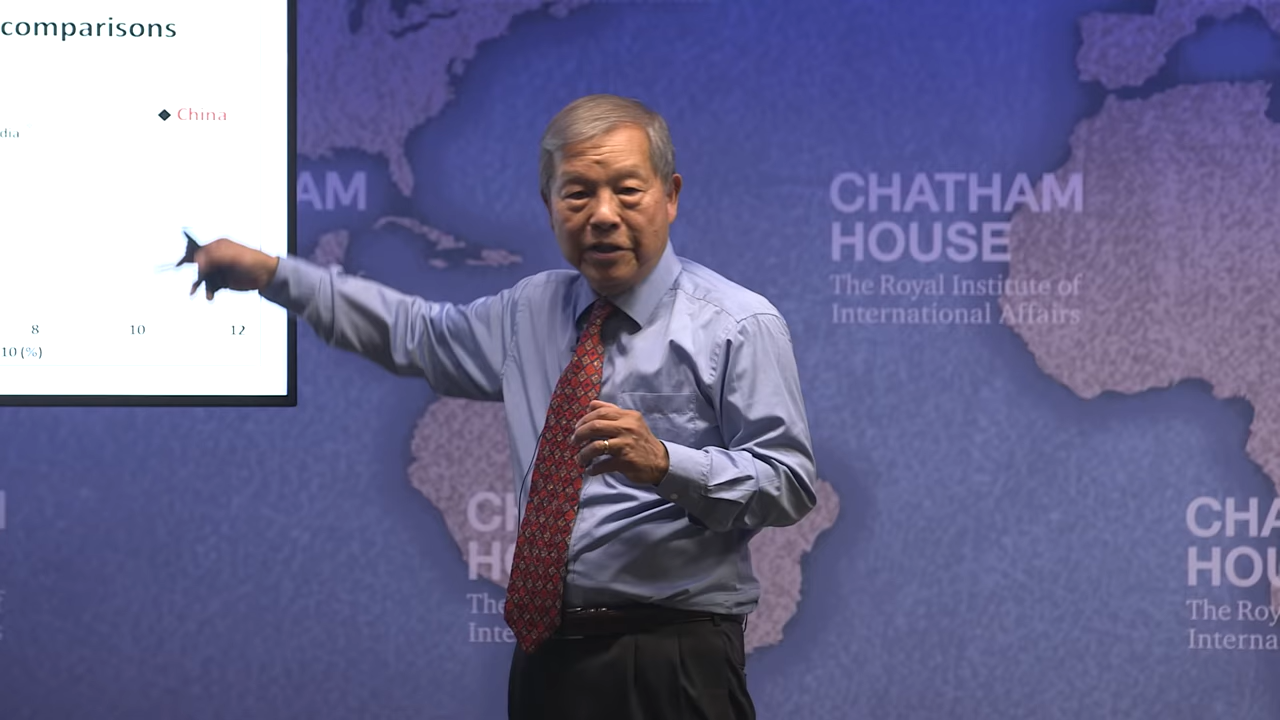 comparisons
China
dia
8 10 12
10 (%)
AM
CHATHAM
HOUSE
The Royal Institute of
International Affairs
CH
H
The
Inte
CHA
HOU
The Roy
Interna